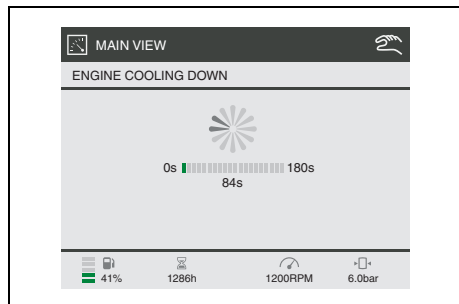 MAIN VIEW
ENGINE COOLING DOWN
0s 180s
84s
41% 1286h 1200RPM 6.0bar